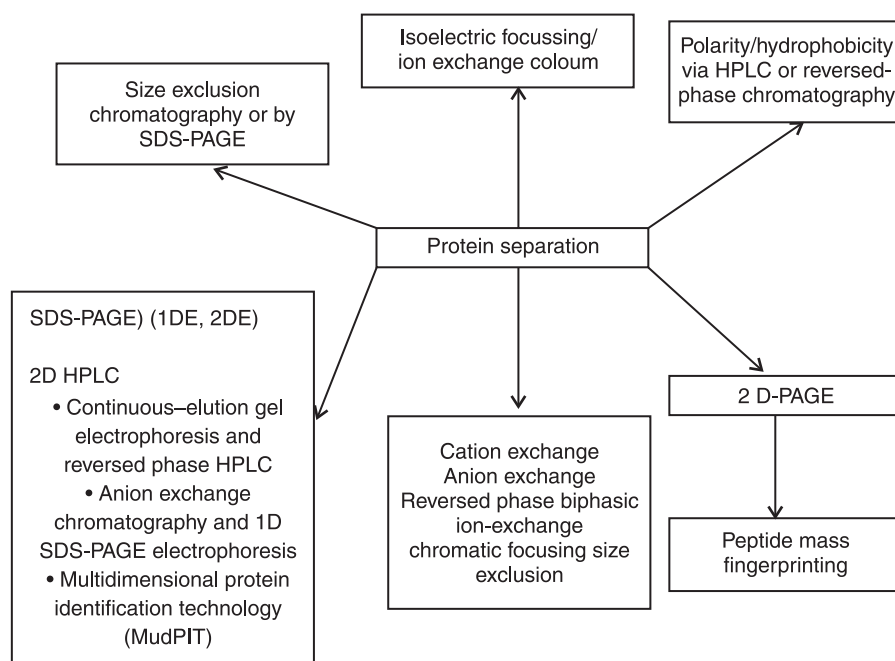 Isoelectric focussing/
ion exchange coloum
Polarity/hydrophobicity
via HPLC or reversed-
phase chromatography
Size exclusion
chromatography or by
SDS-PAGE
Protein separation
SDS-PAGE) (1DE, 2DE)
2D HPLC
• Continuous–elution gel
electrophoresis and
reversed phase HPLC
• Anion exchange
chromatography and 1D
SDS-PAGE electrophoresis
• Multidimensional protein
identification technology
(MudPIT)
Cation exchange
Anion exchange
Reversed phase biphasic
ion-exchange
chromatic focusing size
exclusion
2 D-PAGE
Peptide mass
fingerprinting